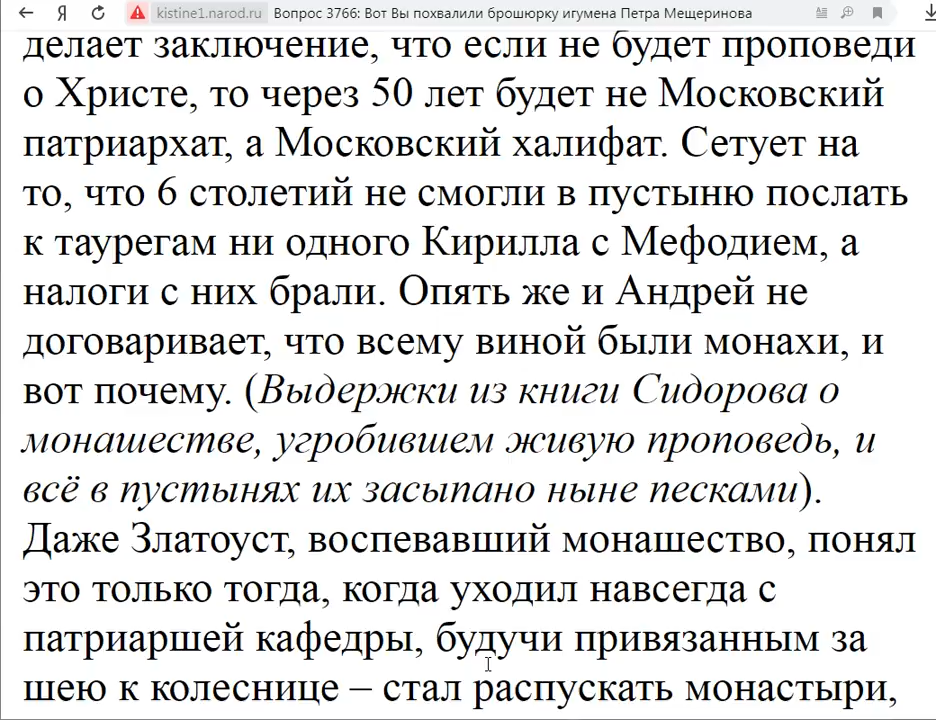 kistine1.narod.ru Вопрос 3766: Вот Вы похвалили брошюрку игумена Петра Мещеринова
делает заключение, что если не будет проповеди
о Христе, то через 50 лет будет не Московский
патриархат, а Московский халифат. Сетует на
то, что 6 столетий не смогли в пустыню послать
к таурегам ни одного Кирилла с Мефодием, а
налоги с них брали. Опять же и Андрей не
договаривает, что всему виной были монахи, и
вот почему. (Выдержки из книги Сидорова о
монашестве, угробившем живую проповедь, и
всё в пустынях их засыпано ныне песками).
Даже Златоуст, воспевавший монашество, понял
это только тогда, когда уходил навсегда с
патриаршей кафедры, будучи привязанным за
шею к колеснице – стал распускать монастыри,